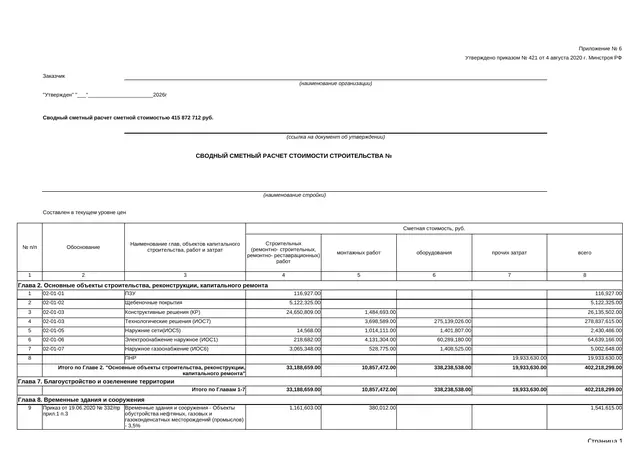 Приложение № 6
Утверждено приказом № 421 от 4 августа 2020 г. Минстроя РФ
Заказчик
(наименование организации)
"Утвержден" "___"______________________2026г
Сводный сметный расчет сметной стоимостью 415 872 712 руб.
(ссылка на документ об утверждении)
СВОДНЫЙ СМЕТНЫЙ РАСЧЕТ СТОИМОСТИ СТРОИТЕЛЬСТВА №
(наименование стройки)
Составлен в текущем уровне цен
№ п/п Обоснование Наименование глав, объектов капитального строительства, работ и затрат Сметная стоимость, руб.
Строительных (ремонтно- строительных, ремонтно- реставрационных) работ монтажных работ оборудования прочих затрат всего
1 2 3 4 5 6 7 8
Глава 2. Основные объекты строительства, реконструкции, капитального ремонта
1 02-01-01 ПЗУ 116,927.00 116,927.00
2 02-01-02 Щебеночные покрытия 5,122,325.00 5,122,325.00
3 02-01-03 Конструктивные решения (КР) 24,650,809.00 1,484,693.00 26,135,502.00
4 02-01-03 Технологические решения (ИОС7) 3,698,589.00 275,139,026.00 278,837,615.00
5 02-01-05 Наружние сети(ИОС5) 14,568.00 1,014,111.00 1,401,807.00 2,430,486.00
6 02-01-06 Электроснабжение наружное (ИОС1) 218,682.00 4,131,304.00 60,289,180.00 64,639,166.00
7 02-01-07 Наружное газоснабжение (ИОС6) 3,065,348.00 528,775.00 1,408,525.00 5,002,648.00
8 ПНР 19,933,630.00 19,933,630.00
Итого по Главе 2. "Основные объекты строительства, реконструкции, капитального ремонта" 33,188,659.00 10,857,472.00 338,238,538.00 19,933,630.00 402,218,299.00
Глава 7. Благоустройство и озеленение территории
Итого по Главам 1-7 33,188,659.00 10,857,472.00 338,238,538.00 19,933,630.00 402,218,299.00
Глава 8. Временные здания и сооружения
9 Приказ от 19.06.2020 № 332/пр прил.1 п.3 Временные здания и сооружения - Объекты обустройства нефтяных, газовых и газоконденсатных месторождений (промыслов) - 3,5% 1,161,603.00 380,012.00 1,541,615.00
Страница 1